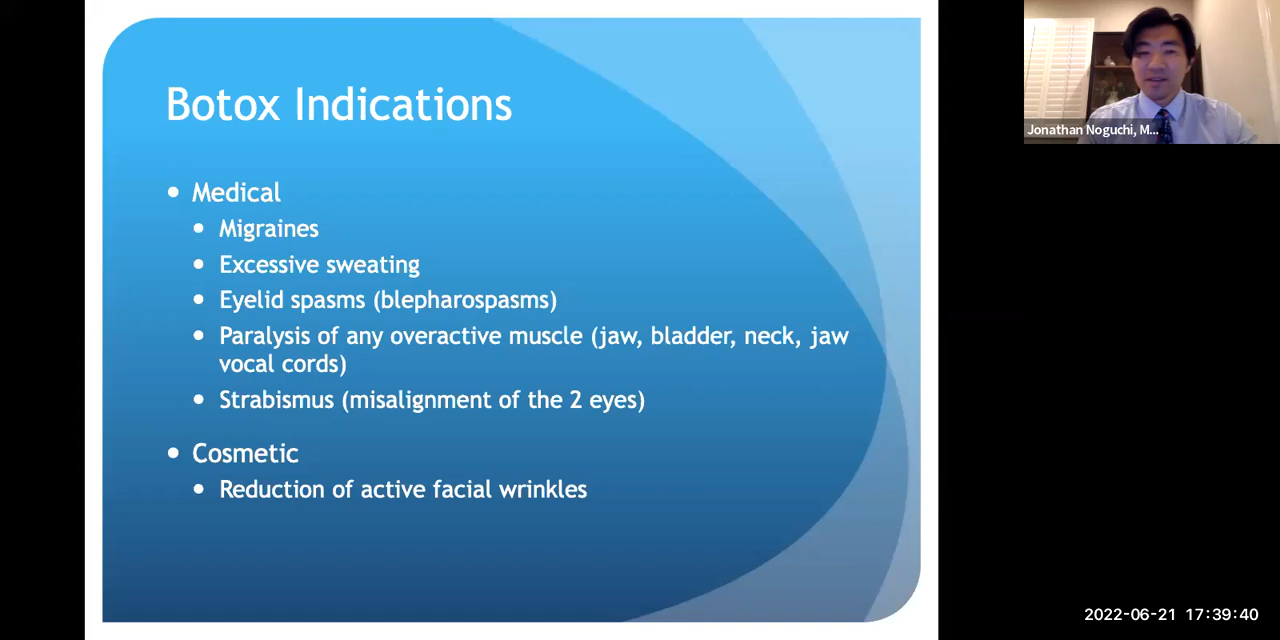 Botox Indications
Medical
Migraines
Excessive sweating
Eyelid spasms (blepharospasms)
Paralysis of any overactive muscle (jaw, bladder, neck, jaw
vocal cords)
Strabismus (misalignment of the 2 eyes)
Cosmetic
Reduction of active facial wrinkles
Jonathan Noguchi, M...
2022-06-21 17:39:40